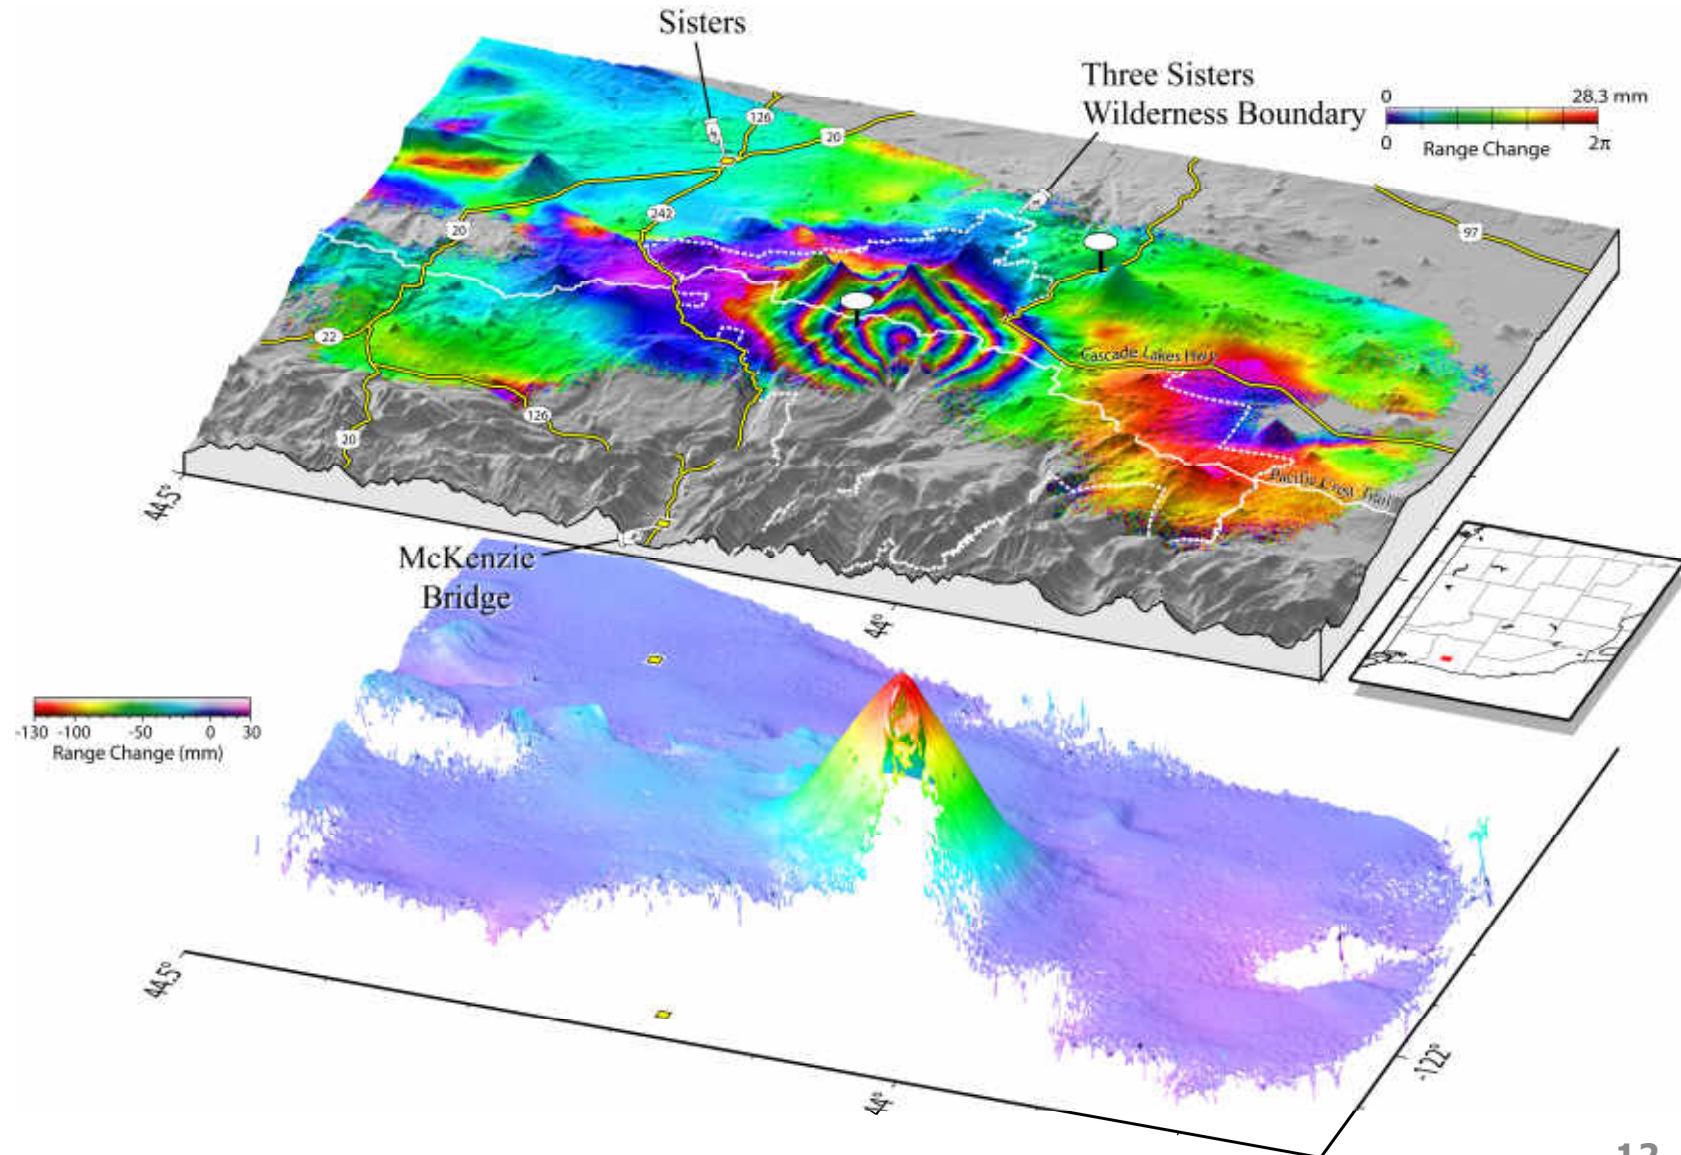 Sisters
Three Sisters
Wilderness Boundary
0 28.3 mm
0 2π
Range Change
126
20
242
20
97
22
Cascade Lakes Hwy
126
20
Pacific Crest Trail
44.5°
McKenzie
Bridge
44°
-130 -100 -50 0 30
Range Change (mm)
44.5°
-122°
44°